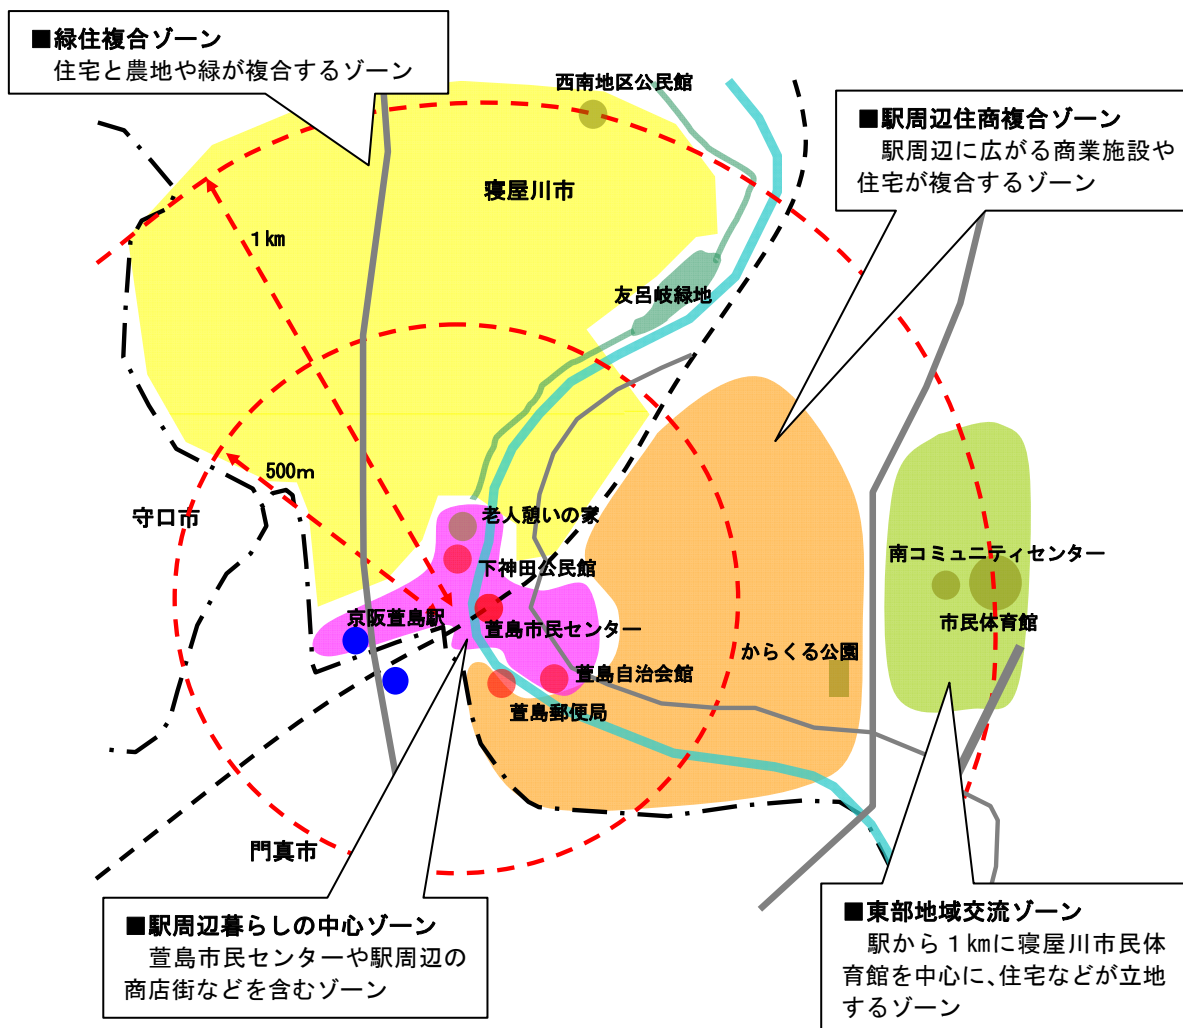 ■緑住複合ゾーン
住宅と農地や緑が複合するゾーン
西南地区公民館
■駅周辺住商複合ゾーン
駅周辺に広がる商業施設や
住宅が複合するゾーン
寝屋川市
1km
友呂岐緑地
500m
守口市
老人憩いの家
下神田公民館
南コミュニティセンター
京阪萱島駅
萱島市民センター
市民体育館
からくる公園
萱島自治会館
萱島郵便局
門真市
■駅周辺暮らしの中心ゾーン
萱島市民センターや駅周辺の
商店街などを含むゾーン
■東部地域交流ゾーン
駅から1kmに寝屋川市民体
育館を中心に、住宅などが立地
するゾーン